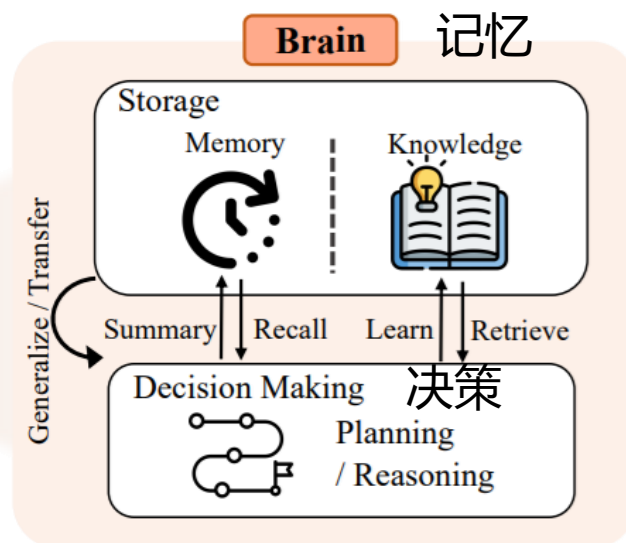 Brain 记忆
Storage
Memory Knowledge
Generalize / Transfer
Summary Recall Learn Retrieve
Decision Making 决策
Planning
/ Reasoning